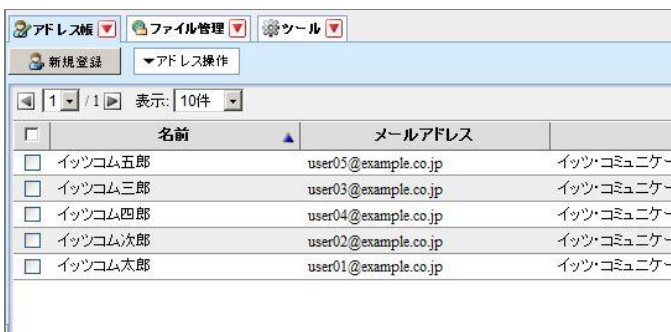 アドレス帳 ファイル管理 ツール
新規登録 ▼アドレス操作
1 / 1 表示: 10件
名前 ▲ メールアドレス
イッツコム五郎 user05@example.co.jp イッツ・コミュニケー
イッツコム三郎 user03@example.co.jp イッツ・コミュニケー
イッツコム四郎 user04@example.co.jp イッツ・コミュニケー
イッツコム次郎 user02@example.co.jp イッツ・コミュニケー
イッツコム太郎 user01@example.co.jp イッツ・コミュニケー